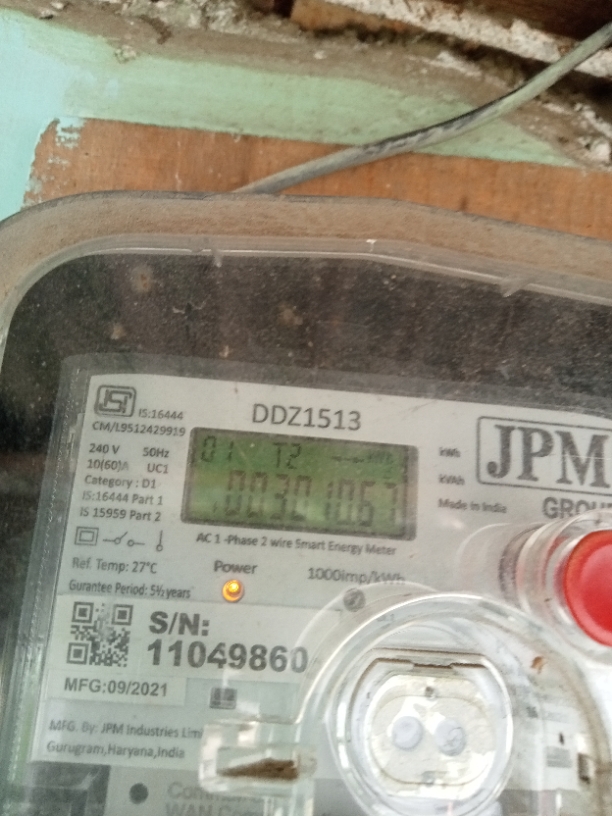 IS:16444
CM/L9512429919
DDZ1513
240 V 50Hz
10(60)A UC1
Category : D1
IS:16444 Part 1
IS 15959 Part 2
01 T2
kWh
kVAh
JPM
Made in India
GROU
AC 1 -Phase 2 wire Smart Energy Meter
Ref. Temp: 27°C
Power
1000imp/kWh
Gurantee Period: 5½ years
S/N:
11049860
MFG:09/2021
MFG. By: JPM Industries Limi
Gurugram,Haryana,India